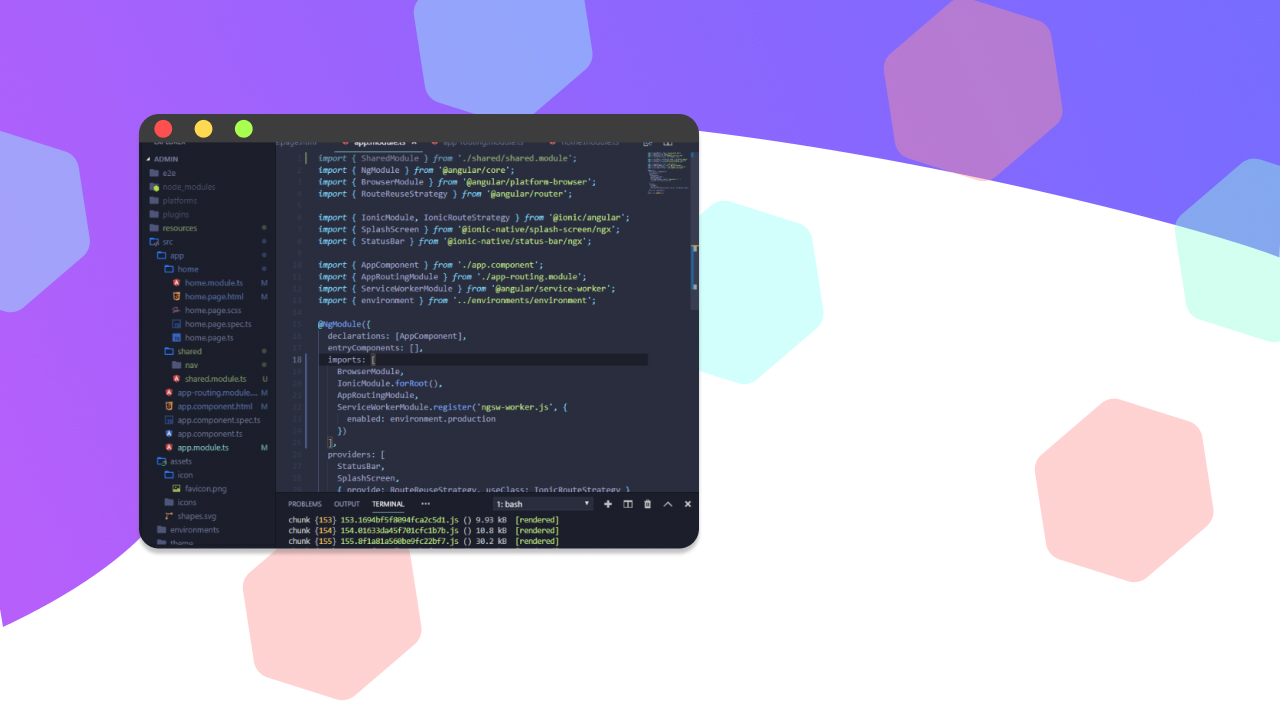 ADMIN
e2e
node_modules
platforms
plugins
resources
src
app
home
home.module.ts M
home.page.html M
home.page.scss
home.page.spec.ts
home.page.ts
shared
nav
shared.module.ts U
app-routing.module.... M
app.component.html M
app.component.spec.ts
app.component.ts
app.module.ts M
assets
icon
favicon.png
icons
shapes.svg
environments
theme
app.module.ts
import { SharedModule } from './shared/shared.module';
import { NgModule } from '@angular/core';
import { BrowserModule } from '@angular/platform-browser';
import { RouteReuseStrategy } from '@angular/router';
import { IonicModule, IonicRouteStrategy } from '@ionic/angular';
import { SplashScreen } from '@ionic-native/splash-screen/ngx';
import { StatusBar } from '@ionic-native/status-bar/ngx';
import { AppComponent } from './app.component';
import { AppRoutingModule } from './app-routing.module';
import { ServiceWorkerModule } from '@angular/service-worker';
import { environment } from '../environments/environment';
@NgModule({
declarations: [AppComponent],
entryComponents: [],
18 imports: [
BrowserModule,
IonicModule.forRoot(),
AppRoutingModule,
ServiceWorkerModule.register('ngsw-worker.js', {
enabled: environment.production
})
],
providers: [
StatusBar,
SplashScreen,
{ provide: RouteReuseStrategy, useClass: IonicRouteStrategy }
PROBLEMS OUTPUT TERMINAL ••• 1: bash
chunk {153} 153.1694bf5f8094fca2c5d1.js () 9.93 kB [rendered]
chunk {154} 154.01633da45f701cfc1b7b.js () 10.8 kB [rendered]
chunk {155} 155.8f1a81a560be9fc22bf7.js () 30.2 kB [rendered]